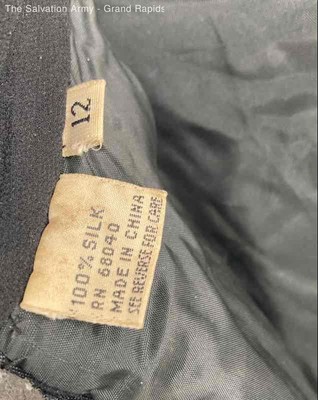 The Salvation Army - Grand Rapids
12
100% SILK
RN 68040
MADE IN CHINA
SEE REVERSE FOR CARE